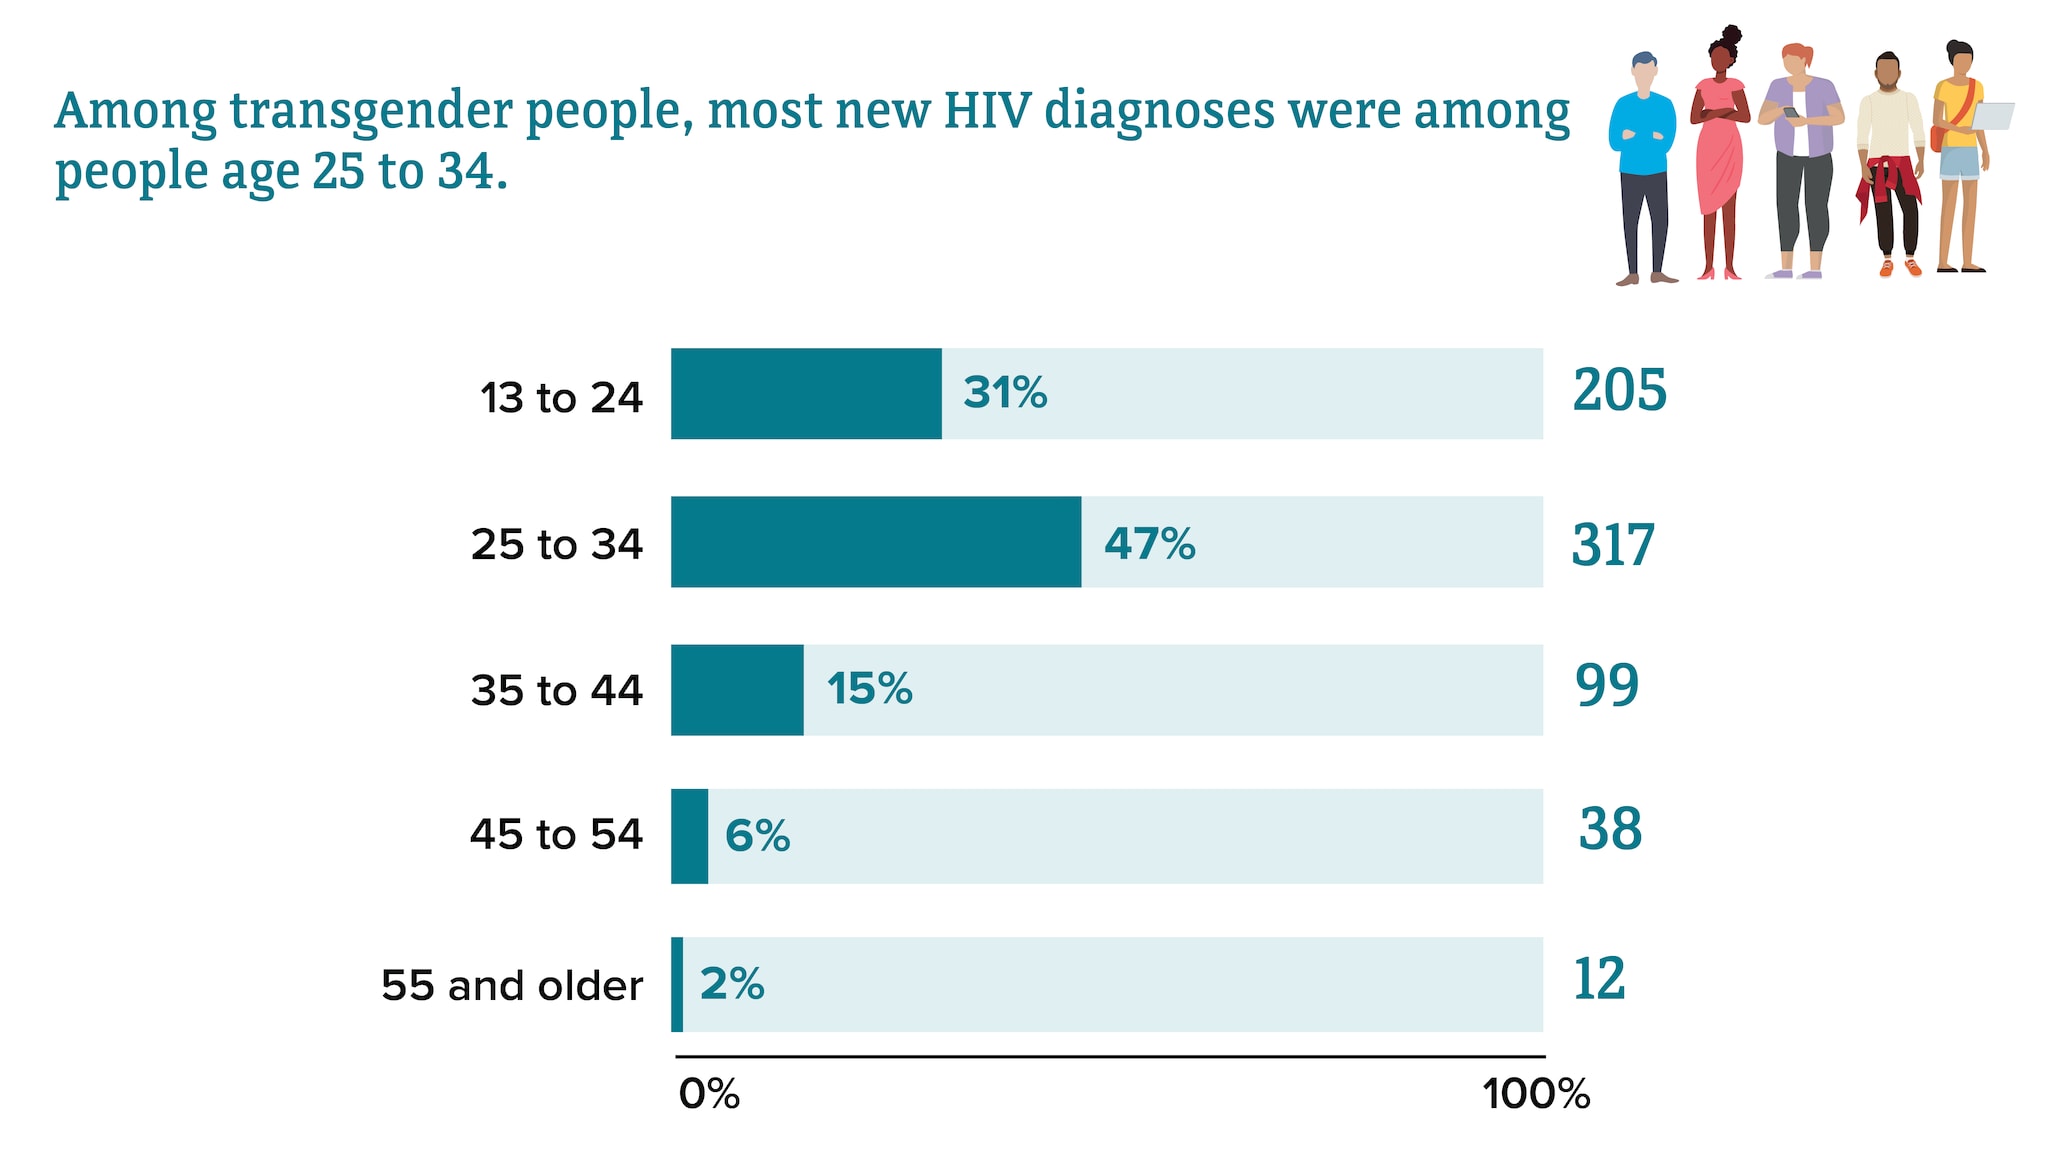 Among transgender people, most new HIV diagnoses were among
people age 25 to 34.
13 to 24 31% 205
25 to 34 47% 317
35 to 44 15% 99
45 to 54 6% 38
55 and older 2% 12
0% 100%